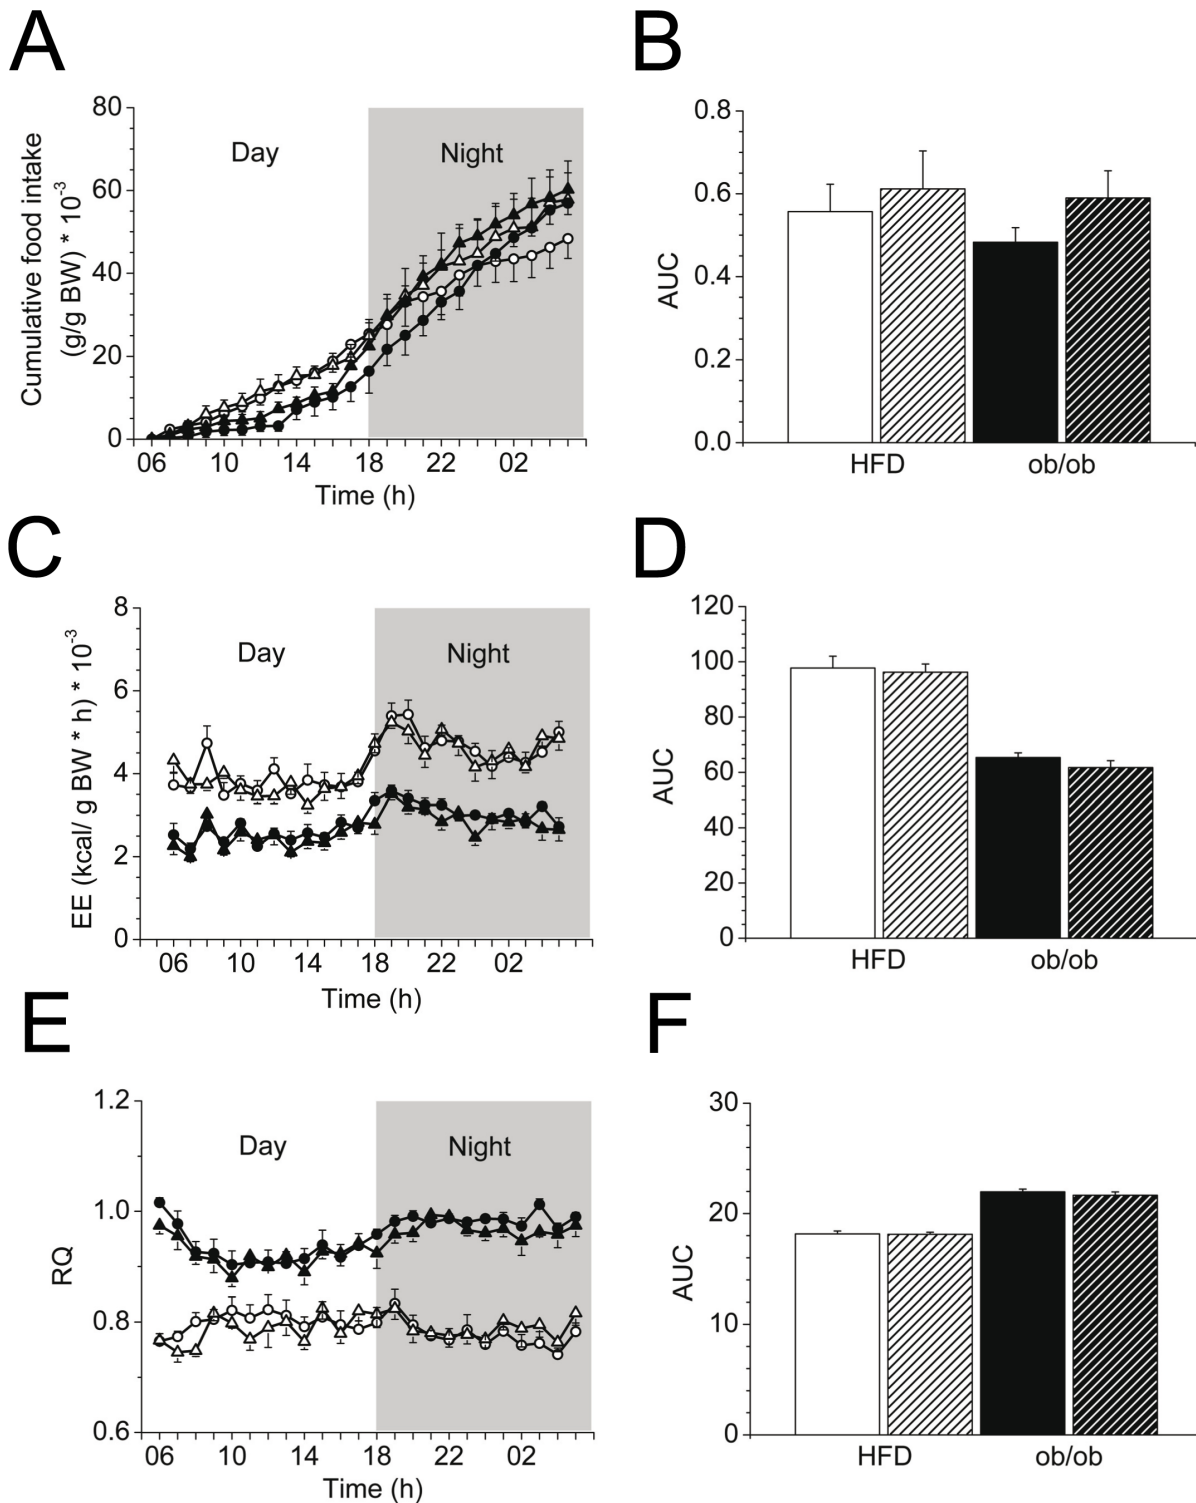 A
80
60
40
20
0
Cumulative food intake
(g/g BW) * 10⁻³
Day
Night
06 10 14 18 22 02
Time (h)
B
0.8
0.6
0.4
0.2
0.0
AUC
HFD ob/ob
C
8
6
4
2
0
EE (kcal/ g BW * h) * 10⁻³
Day
Night
06 10 14 18 22 02
Time (h)
D
120
100
80
60
40
20
0
AUC
HFD ob/ob
E
1.2
1.0
0.8
0.6
RQ
Day
Night
06 10 14 18 22 02
Time (h)
F
30
20
10
0
AUC
HFD ob/ob